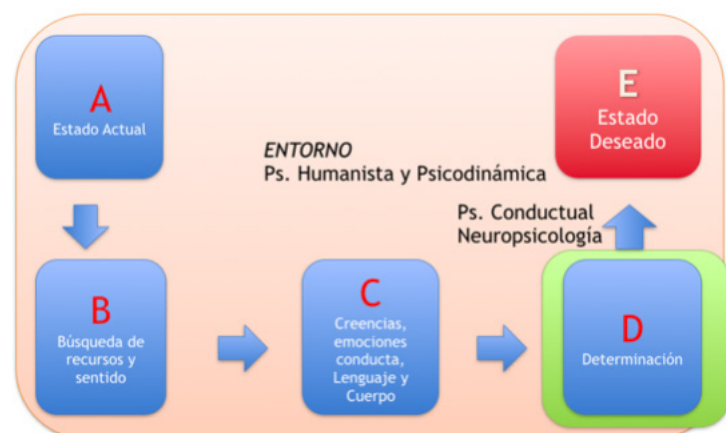 A
Estado Actual
E
Estado
Deseado
ENTORNO
Ps. Humanista y Psicodinámica
Ps. Conductual
Neuropsicología
B
Búsqueda de
recursos y
sentido
C
Creencias,
emociones
conducta,
Lenguaje y
Cuerpo
D
Determinación